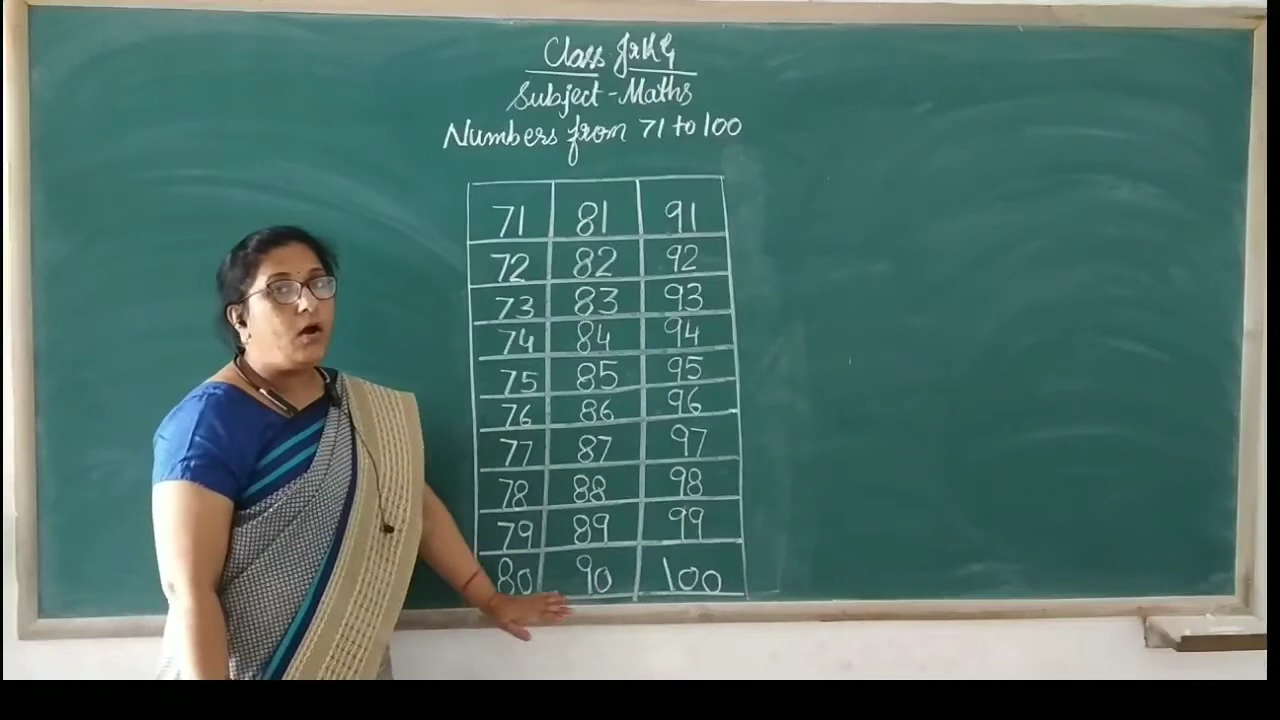 Class Jr KG
Subject - Maths
Numbers from 71 to 100
71 81 91
72 82 92
73 83 93
74 84 94
75 85 95
76 86 96
77 87 97
78 88 98
79 89 99
80 90 100